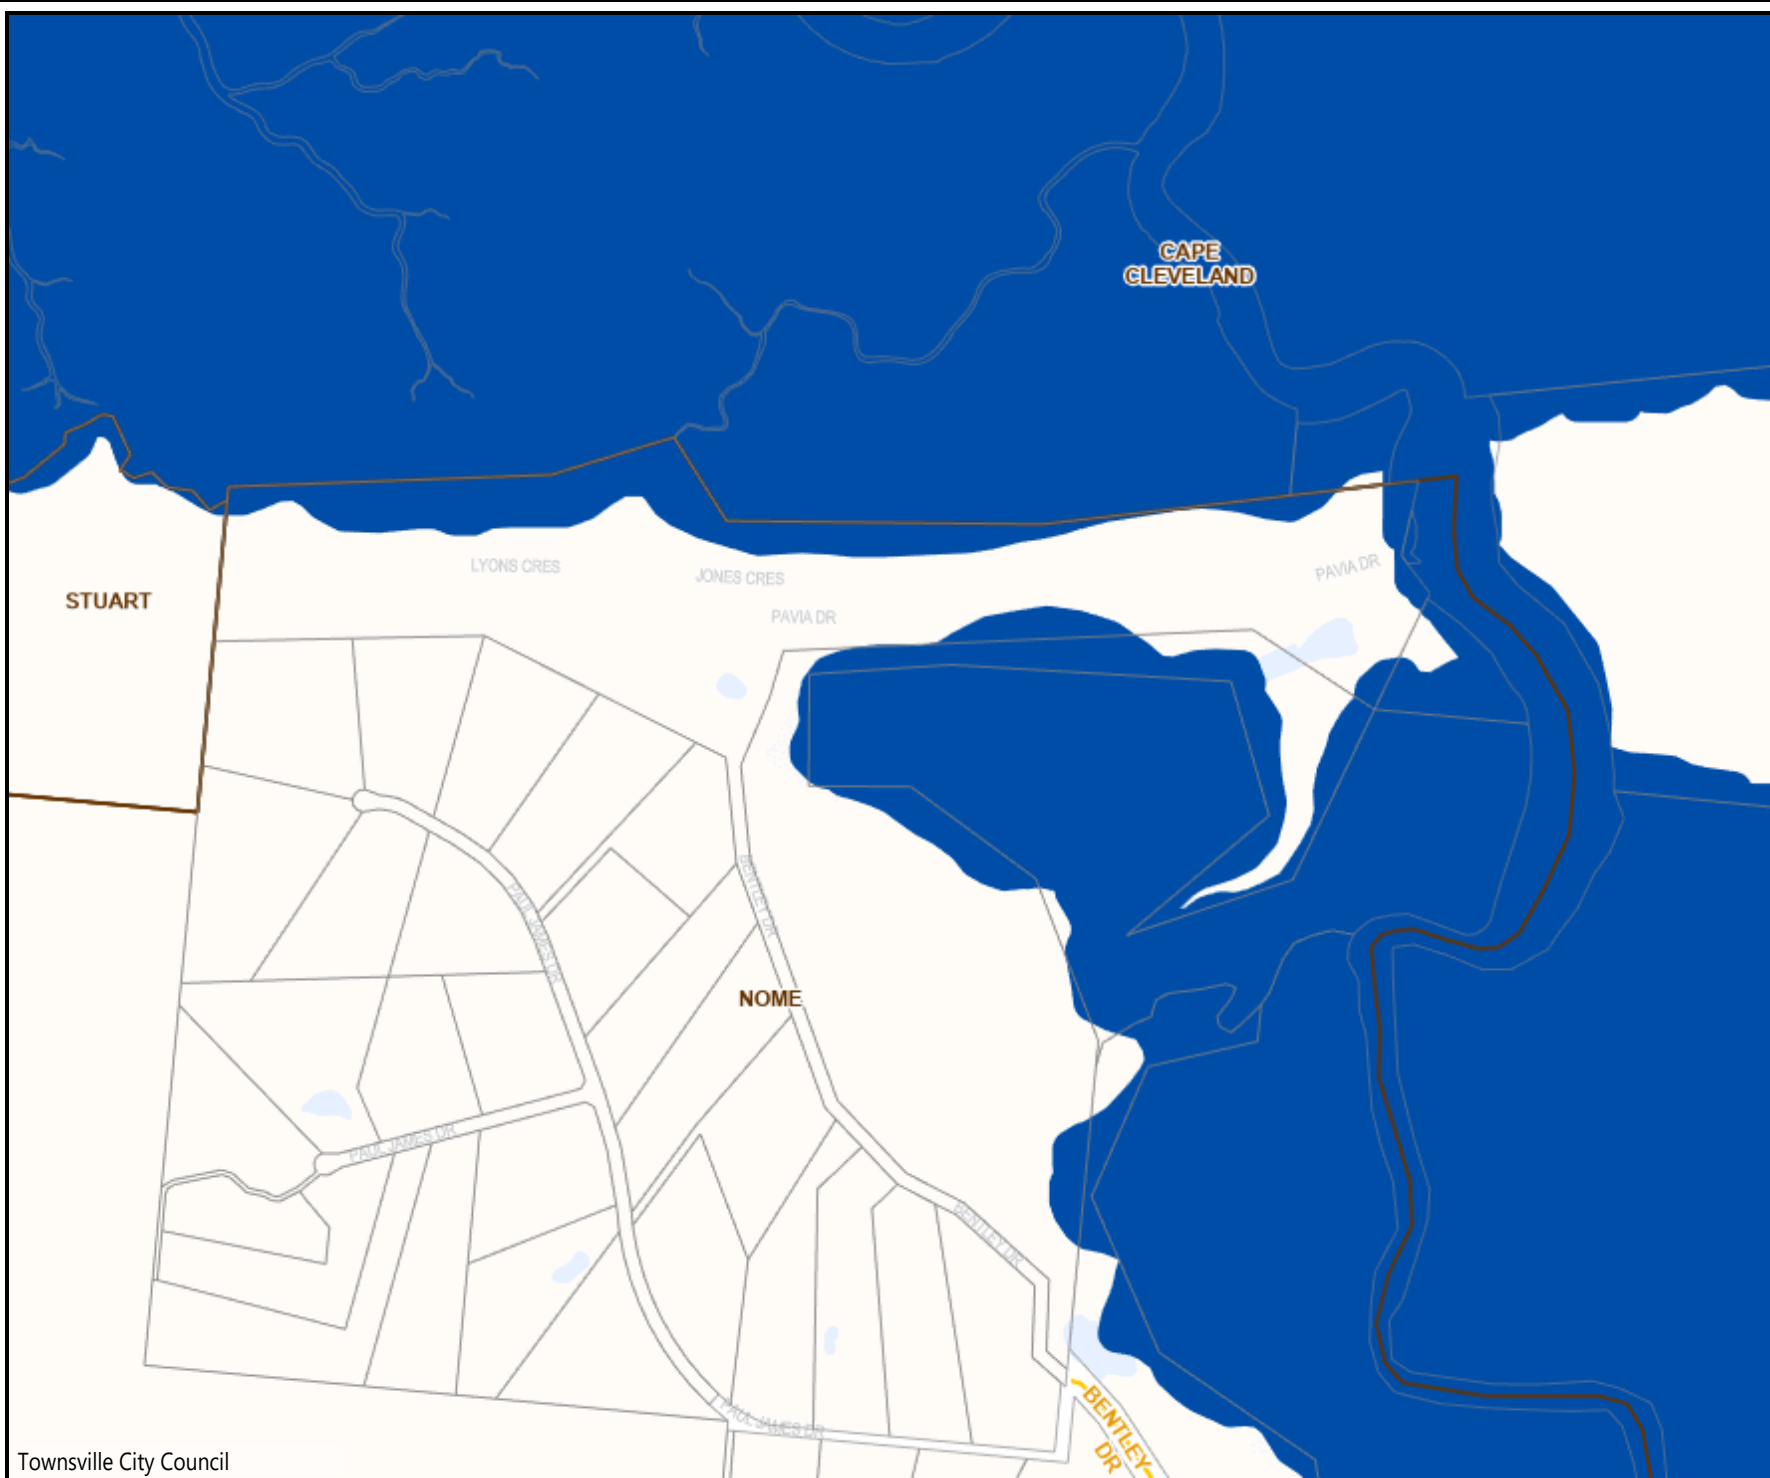 CAPE
CLEVELAND
LYONS CRES
JONES CRES
PAVIA DR
PAVIA DR
STUART
BENTLEY DR
PAUL JAMES DR
NOME
PAUL JAMES DR
BENTLEY DR
PAUL JAMES DR
BENTLEY
DR
Townsville City Council